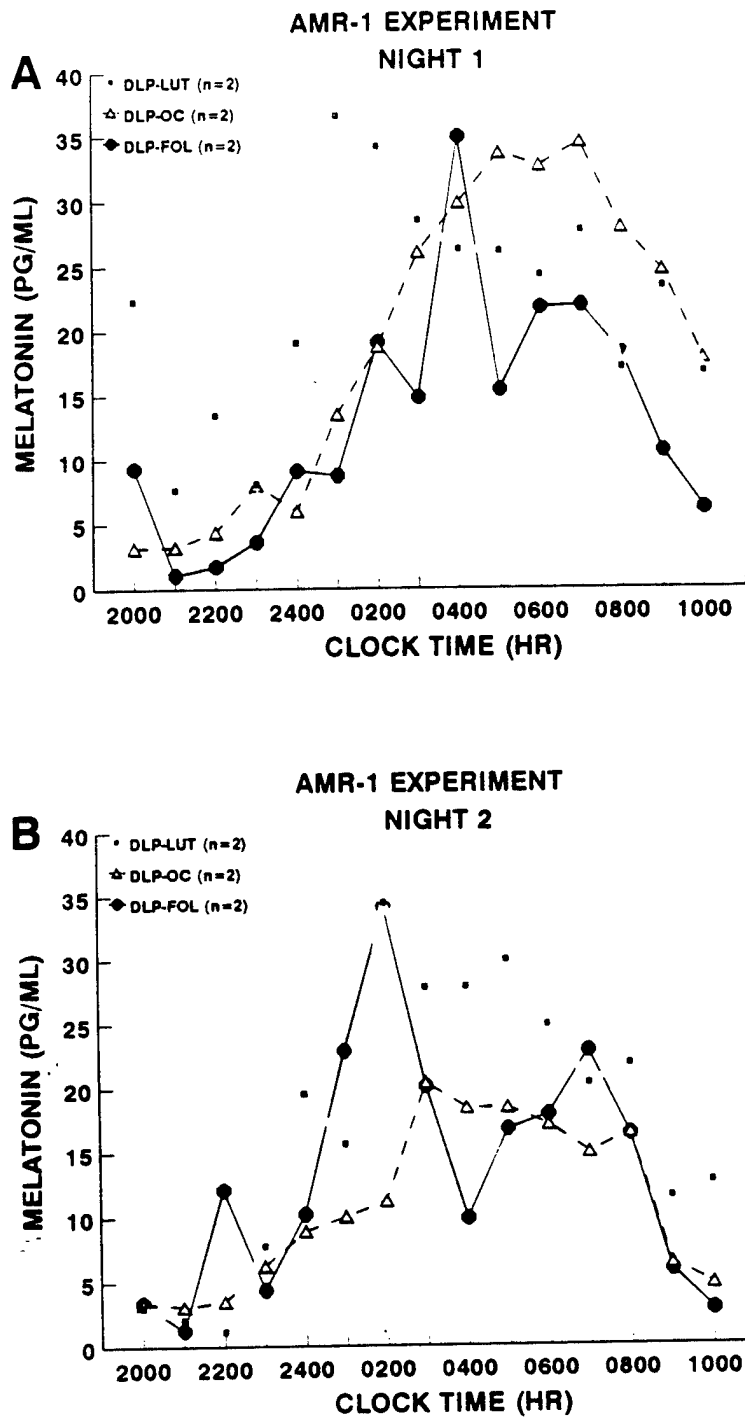 AMR-1 EXPERIMENT
NIGHT 1
A
40
35
30
25
20
15
10
5
0
DLP-LUT (n=2)
DLP-OC (n=2)
DLP-FOL (n=2)
MELATONIN (PG/ML)
2000 2200 2400 0200 0400 0600 0800 1000
CLOCK TIME (HR)
AMR-1 EXPERIMENT
NIGHT 2
B
40
35
30
25
20
15
10
5
0
DLP-LUT (n=2)
DLP-OC (n=2)
DLP-FOL (n=2)
MELATONIN (PG/ML)
2000 2200 2400 0200 0400 0600 0800 1000
CLOCK TIME (HR)